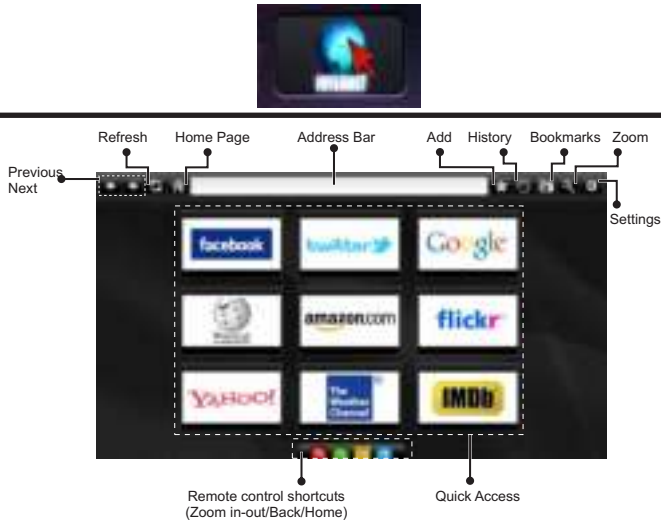 INTERNET
Refresh
Home Page
Address Bar
Add
History
Bookmarks
Zoom
Previous
Next
Settings
facebook
twitter
Google
amazon.com
flickr
YAHOO!
The
Weather
Channel
IMDb
Remote control shortcuts
(Zoom in-out/Back/Home)
Quick Access